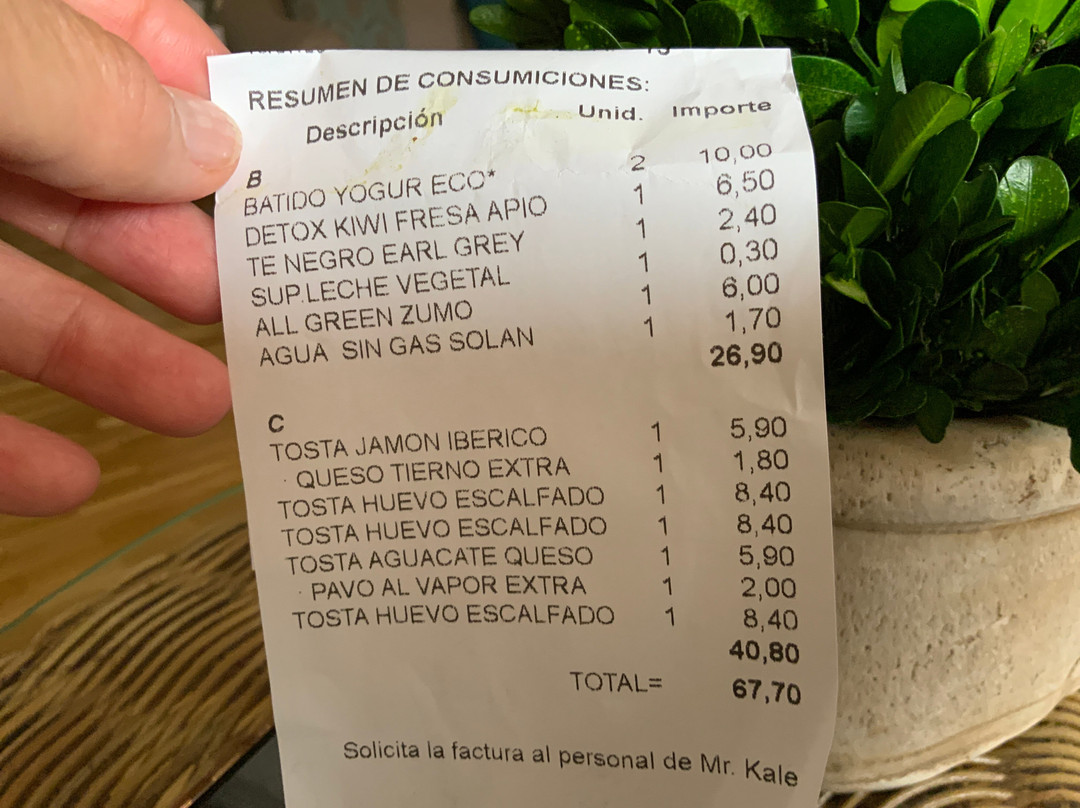 RESUMEN DE CONSUMICIONES:
Descripción Unid. Importe
B
BATIDO YOGUR ECO* 2 10,00
DETOX KIWI FRESA APIO 1 6,50
TE NEGRO EARL GREY 1 2,40
SUP.LECHE VEGETAL 1 0,30
ALL GREEN ZUMO 1 6,00
AGUA SIN GAS SOLAN 1 1,70
26,90
C
TOSTA JAMON IBERICO 1 5,90
· QUESO TIERNO EXTRA 1 1,80
TOSTA HUEVO ESCALFADO 1 8,40
TOSTA HUEVO ESCALFADO 1 8,40
TOSTA AGUACATE QUESO 1 5,90
· PAVO AL VAPOR EXTRA 1 2,00
TOSTA HUEVO ESCALFADO 1 8,40
40,80
TOTAL= 67,70
Solicita la factura al personal de Mr. Kale